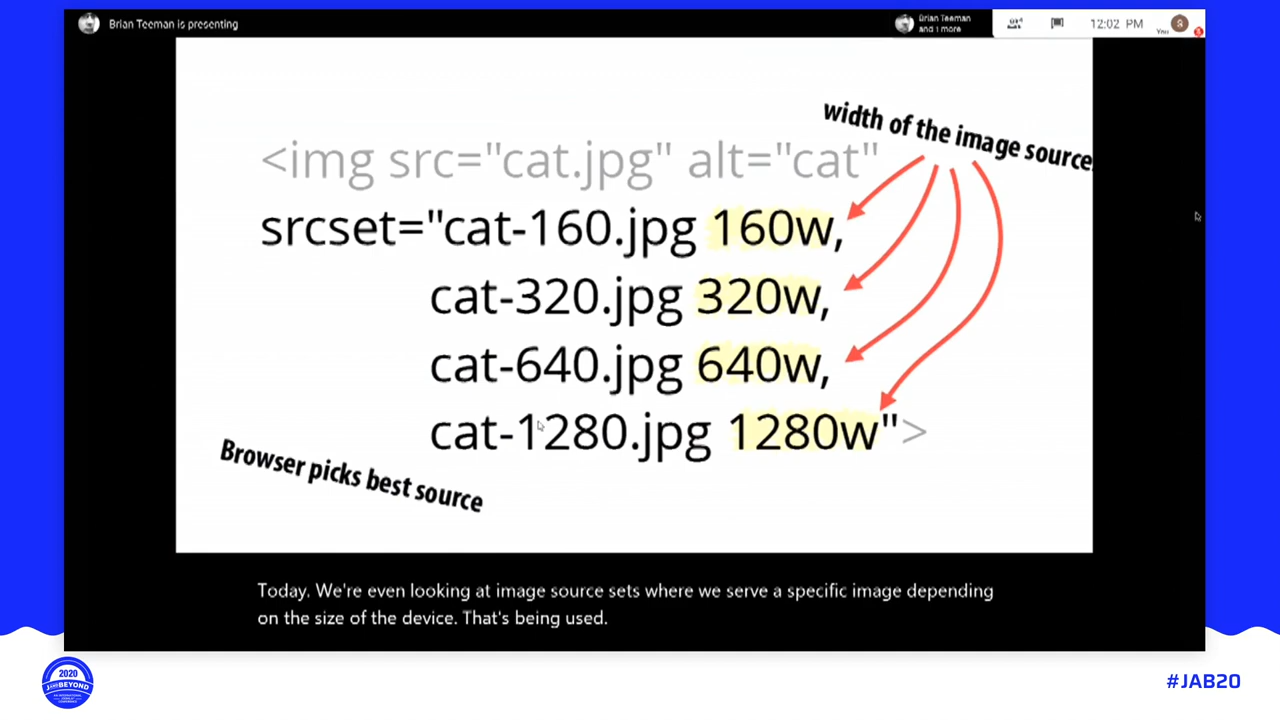 Brian Teeman is presenting
Brian Teeman
and 1 more
12:02 PM
You
S
width of the image source
<img src="cat.jpg" alt="cat"
srcset="cat-160.jpg 160w,
cat-320.jpg 320w,
cat-640.jpg 640w,
cat-1280.jpg 1280w">
Browser picks best source
Today. We're even looking at image source sets where we serve a specific image depending
on the size of the device. That's being used.
2020
JANDBEYOND
#JAB20